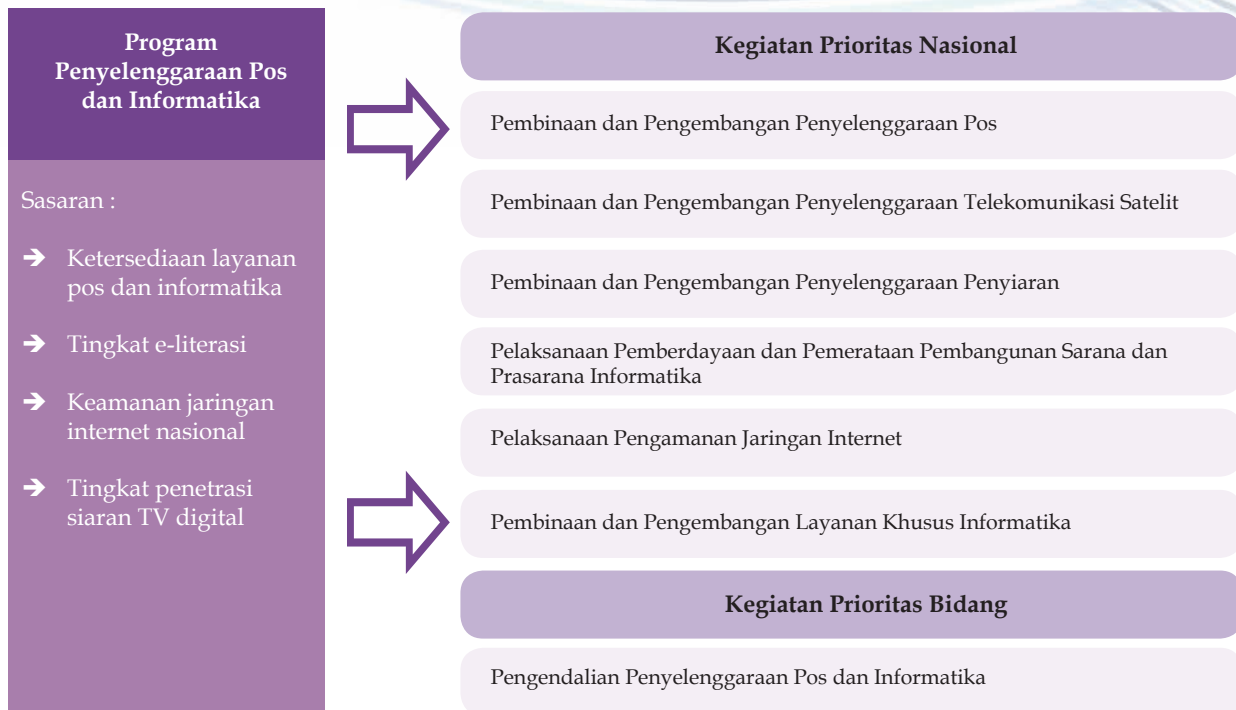 Program
Penyelenggaraan Pos
dan Informatika
Sasaran :
➔ Ketersediaan layanan
pos dan informatika
➔ Tingkat e-literasi
➔ Keamanan jaringan
internet nasional
➔ Tingkat penetrasi
siaran TV digital
Kegiatan Prioritas Nasional
Pembinaan dan Pengembangan Penyelenggaraan Pos
Pembinaan dan Pengembangan Penyelenggaraan Telekomunikasi Satelit
Pembinaan dan Pengembangan Penyelenggaraan Penyiaran
Pelaksanaan Pemberdayaan dan Pemerataan Pembangunan Sarana dan
Prasarana Informatika
Pelaksanaan Pengamanan Jaringan Internet
Pembinaan dan Pengembangan Layanan Khusus Informatika
Kegiatan Prioritas Bidang
Pengendalian Penyelenggaraan Pos dan Informatika